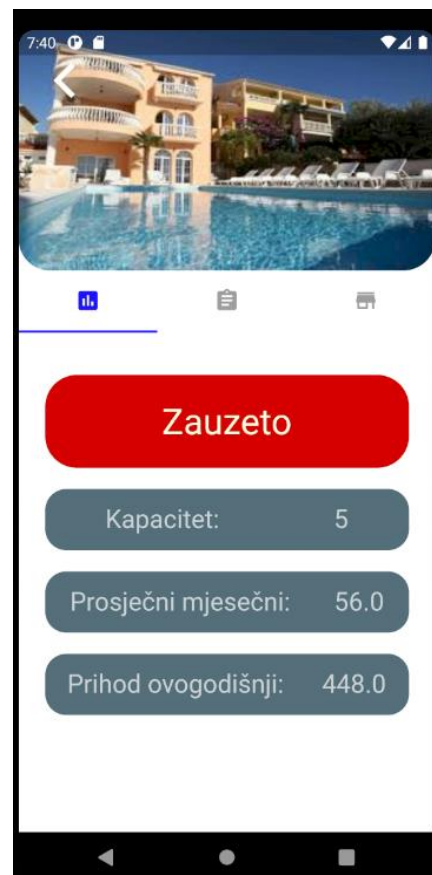 7:40
Zauzeto
Kapacitet: 5
Prosječni mjesečni: 56.0
Prihod ovogodišnji: 448.0